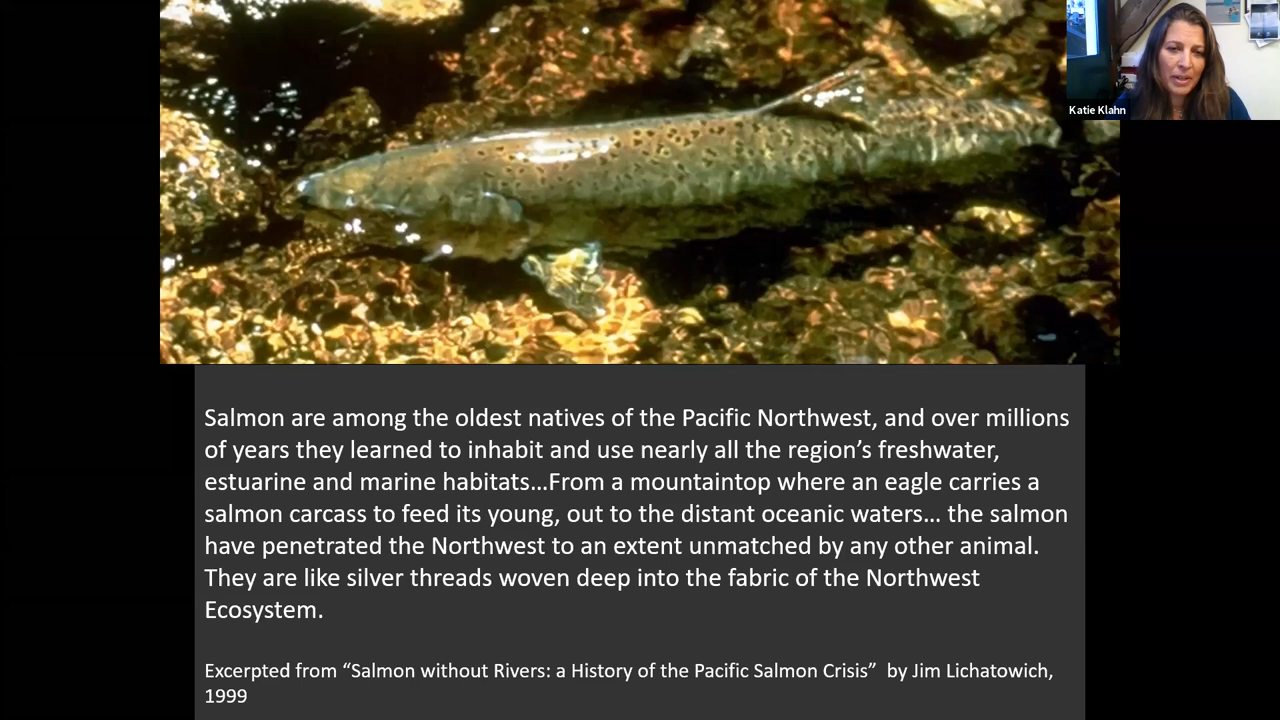 Katie Klahn
Salmon are among the oldest natives of the Pacific Northwest, and over millions
of years they learned to inhabit and use nearly all the region’s freshwater,
estuarine and marine habitats…From a mountaintop where an eagle carries a
salmon carcass to feed its young, out to the distant oceanic waters… the salmon
have penetrated the Northwest to an extent unmatched by any other animal.
They are like silver threads woven deep into the fabric of the Northwest
Ecosystem.
Excerpted from “Salmon without Rivers: a History of the Pacific Salmon Crisis”  by Jim Lichatowich,
1999